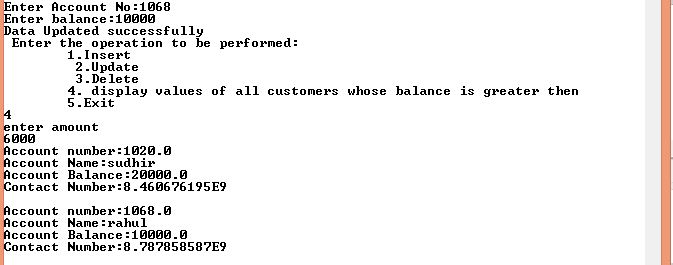 Enter Account No:1068
Enter balance:10000
Data Updated successfully
Enter the operation to be performed:
1.Insert
2.Update
3.Delete
4. display values of all customers whose balance is greater then
5.Exit
4
enter amount
6000
Account number:1020.0
Account Name:sudhir
Account Balance:20000.0
Contact Number:8.460676195E9
Account number:1068.0
Account Name:rahul
Account Balance:10000.0
Contact Number:8.787858587E9